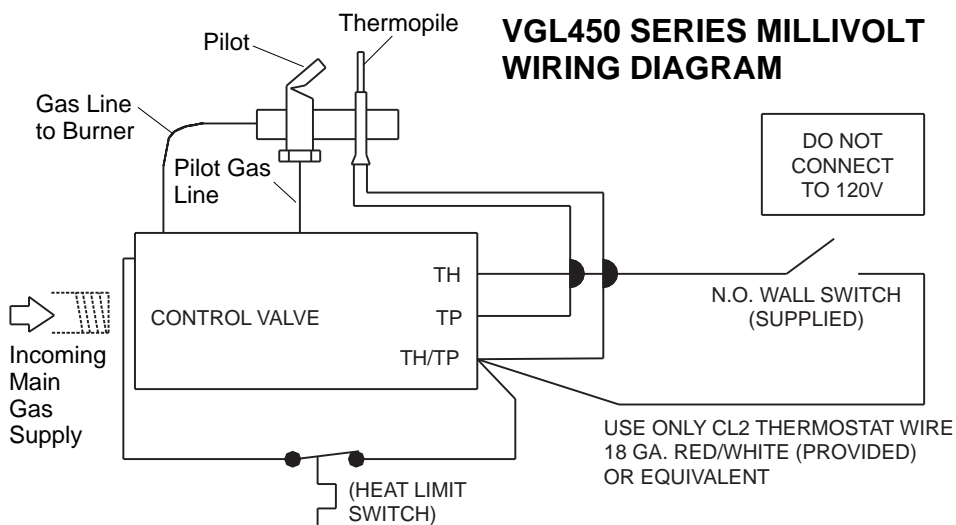 VGL450 SERIES MILLIVOLT
WIRING DIAGRAM
Thermopile
Pilot
Gas Line
to Burner
Pilot Gas
Line
DO NOT
CONNECT
TO 120V
TH
TP
TH/TP
CONTROL VALVE
N.O. WALL SWITCH
(SUPPLIED)
Incoming
Main
Gas
Supply
USE ONLY CL2 THERMOSTAT WIRE
18 GA. RED/WHITE (PROVIDED)
OR EQUIVALENT
(HEAT LIMIT
SWITCH)